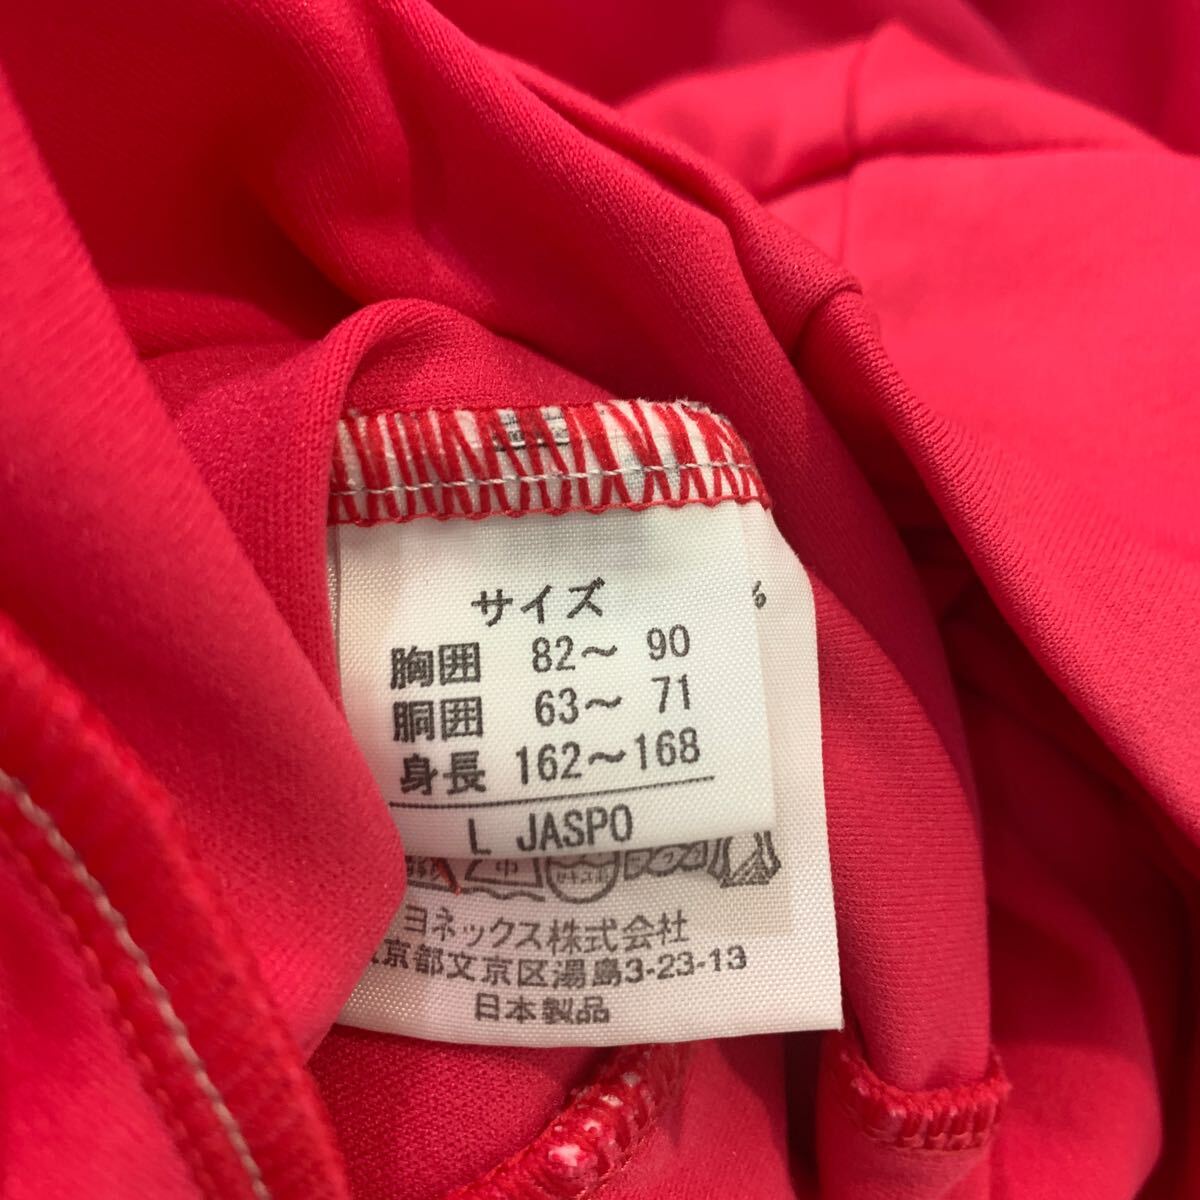 サイズ
胸囲 82～ 90
胴囲 63～ 71
身長 162～168
L JASPO
中
ヨネックス株式会社
京都文京区湯島3-23-13
日本製品